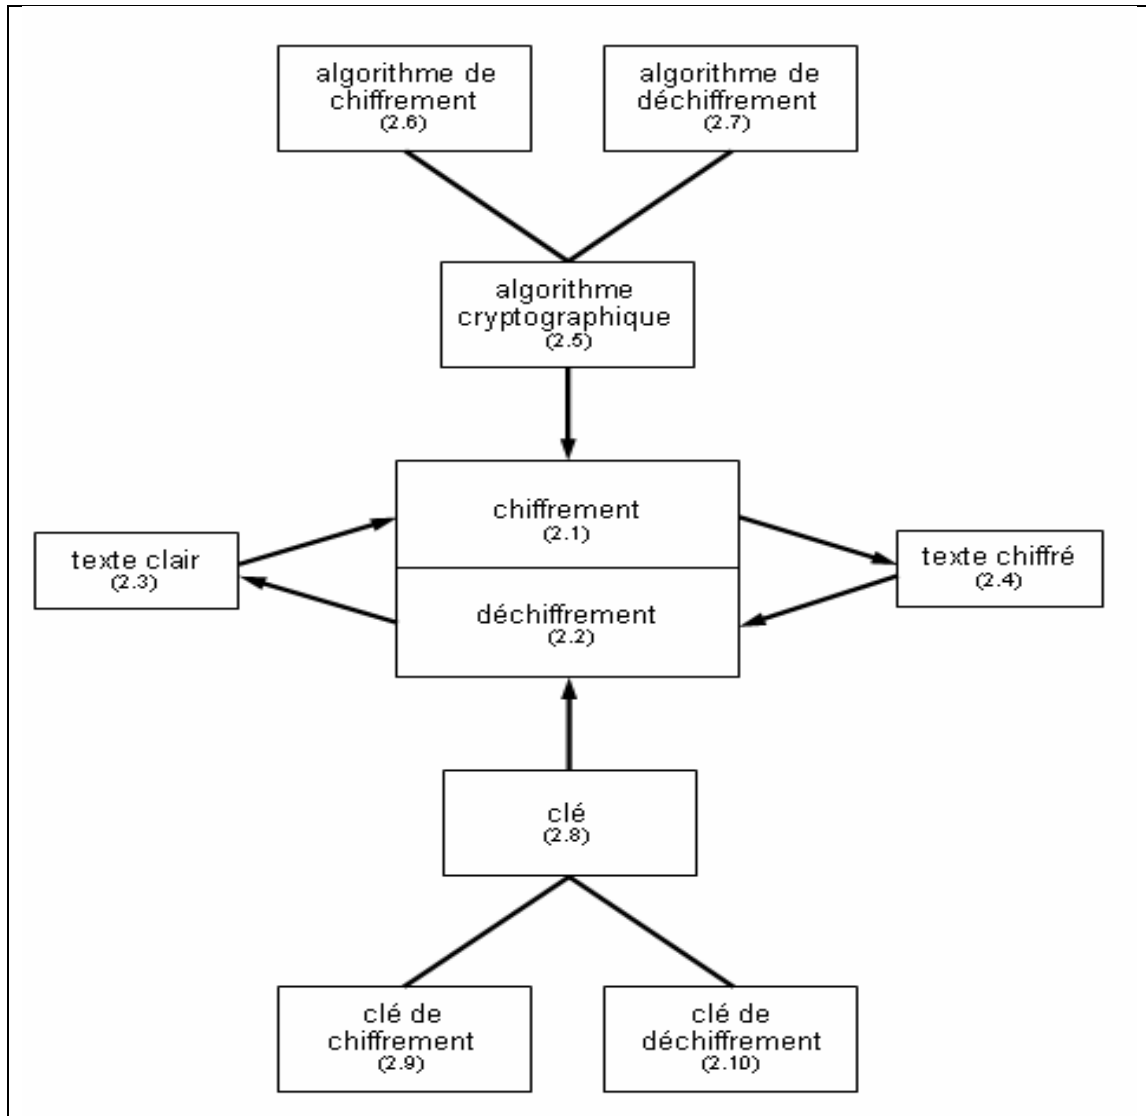 algorithme de
chiffrement
(2.6)
algorithme de
déchiffrement
(2.7)
algorithme
cryptographique
(2.5)
chiffrement
(2.1)
texte clair
(2.3)
texte chiffré
(2.4)
déchiffrement
(2.2)
clé
(2.8)
clé de
chiffrement
(2.9)
clé de
déchiffrement
(2.10)